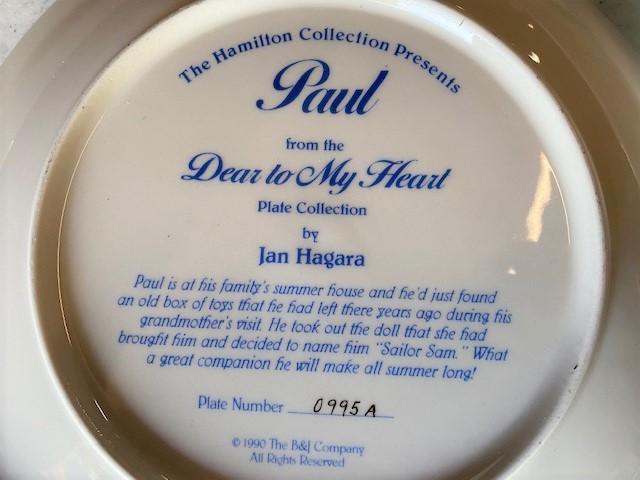 The Hamilton Collection Presents
Paul
from the
Dear to My Heart
Plate Collection
by
Jan Hagara
Paul is at his family's summer house and he'd just found
an old box of toys that he had left there years ago during his
grandmother's visit. He took out the doll that she had
brought him and decided to name him "Sailor Sam." What
a great companion he will make all summer long!
Plate Number 0995A
© 1990 The B&J Company
All Rights Reserved